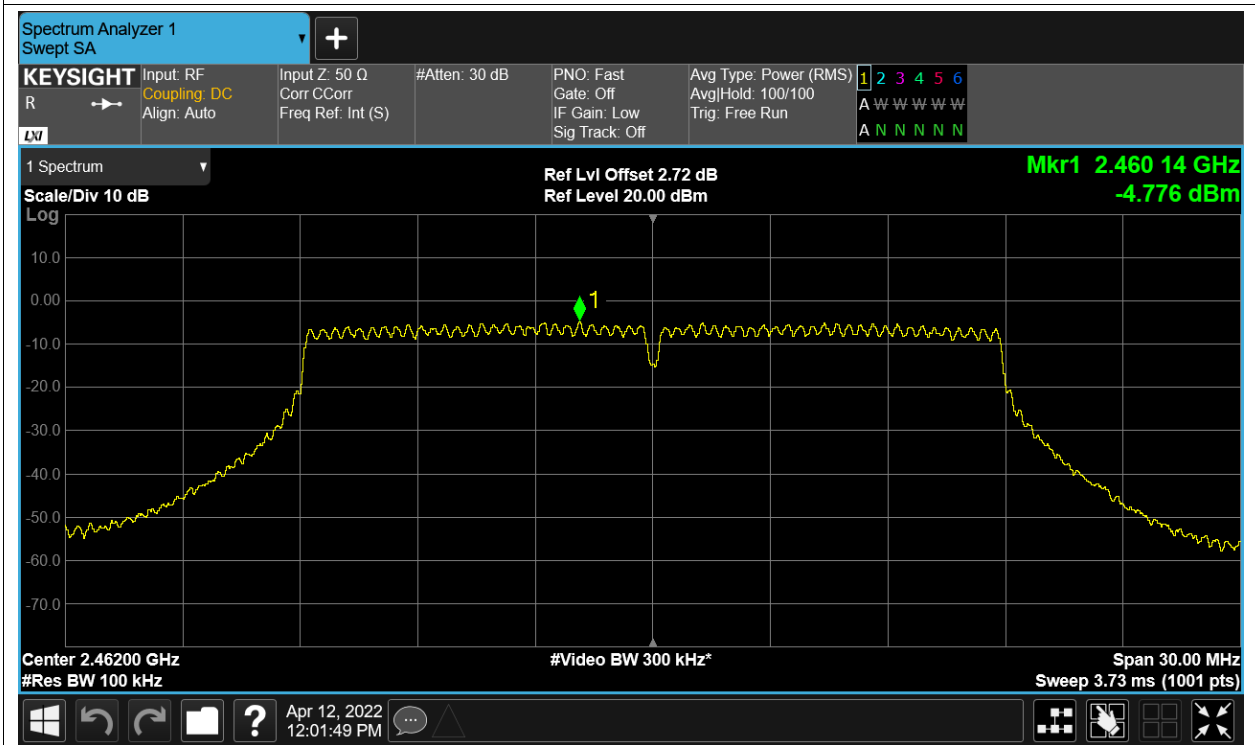 Spectrum Analyzer 1
Swept SA
+
KEYSIGHT
R
LXI
Input: RF
Coupling: DC
Align: Auto
Input Z: 50 Ω
Corr CCorr
Freq Ref: Int (S)
#Atten: 30 dB
PNO: Fast
Gate: Off
IF Gain: Low
Sig Track: Off
Avg Type: Power (RMS)
Avg|Hold: 100/100
Trig: Free Run
1 2 3 4 5 6
A W W W W W
A N N N N N
1 Spectrum
Scale/Div 10 dB
Log
Ref Lvl Offset 2.72 dB
Ref Level 20.00 dBm
Mkr1 2.460 14 GHz
-4.776 dBm
10.0
0.00
-10.0
-20.0
-30.0
-40.0
-50.0
-60.0
-70.0
1
Center 2.46200 GHz
#Res BW 100 kHz
#Video BW 300 kHz*
Span 30.00 MHz
Sweep 3.73 ms (1001 pts)
?
Apr 12, 2022
12:01:49 PM